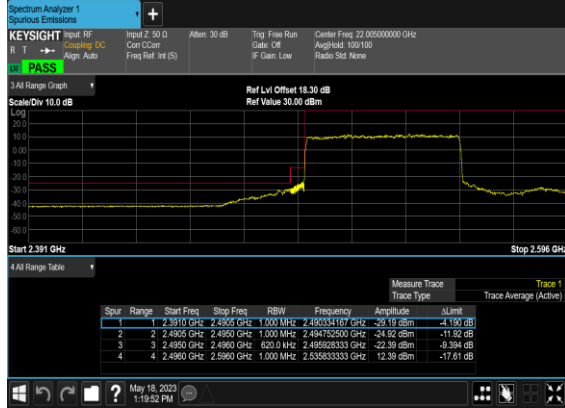 Spectrum Analyzer 1
Spurious Emissions
KEYSIGHT
R T
PASS
Input: RF
Coupling: DC
Align: Auto
Input Z: 50 Ω
Corr CCorr
Freq Ref: Int (S)
Atten: 30 dB
Trig: Free Run
Gate: Off
IF Gain: Low
Center Freq: 22.005000000 GHz
Avg|Hold: 100/100
Radio Std: None
3 All Range Graph
Ref Lvl Offset 18.30 dB
Scale/Div 10.0 dB
Ref Value 30.00 dBm
Log
20.0
10.0
0.00
-10.0
-20.0
-30.0
-40.0
-50.0
-60.0
Start 2.391 GHz
Stop 2.596 GHz
4 All Range Table
Measure Trace Trace 1
Trace Type Trace Average (Active)
Spur Range Start Freq Stop Freq RBW Frequency Amplitude ΔLimit
1 1 2.3910 GHz 2.4905 GHz 1.000 MHz 2.490334167 GHz -29.19 dBm -4.190 dB
2 2 2.4905 GHz 2.4950 GHz 1.000 MHz 2.494752500 GHz -24.92 dBm -11.92 dB
3 3 2.4950 GHz 2.4960 GHz 620.0 kHz 2.495928333 GHz -22.39 dBm -9.394 dB
4 4 2.4960 GHz 2.5960 GHz 1.000 MHz 2.535833333 GHz 12.39 dBm -17.61 dB
May 18, 2023
1:19:52 PM